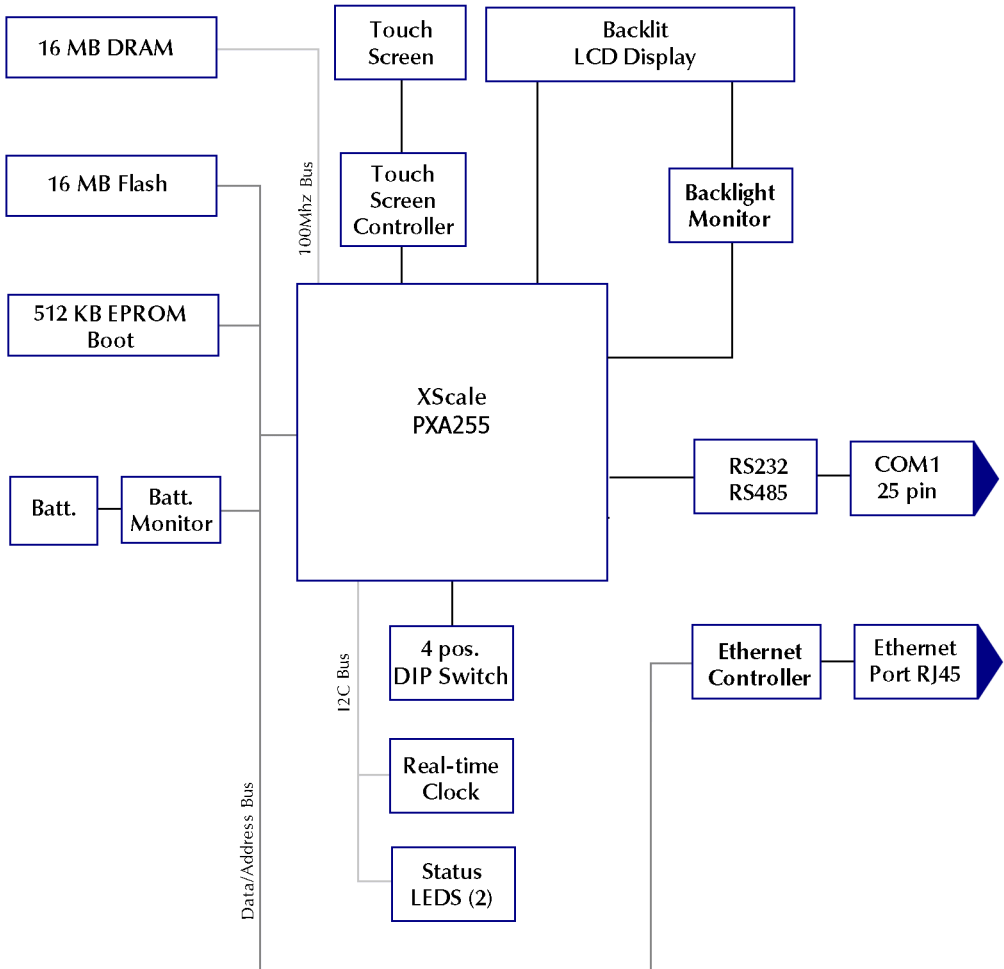 16 MB DRAM
Touch
Screen
Backlit
LCD Display
100Mhz Bus
16 MB Flash
Touch
Screen
Controller
Backlight
Monitor
512 KB EPROM
Boot
XScale
PXA255
RS232
RS485
COM1
25 pin
Batt.
Batt.
Monitor
4 pos.
DIP Switch
Ethernet
Controller
Ethernet
Port RJ45
I2C Bus
Real-time
Clock
Data/Address Bus
Status
LEDS (2)